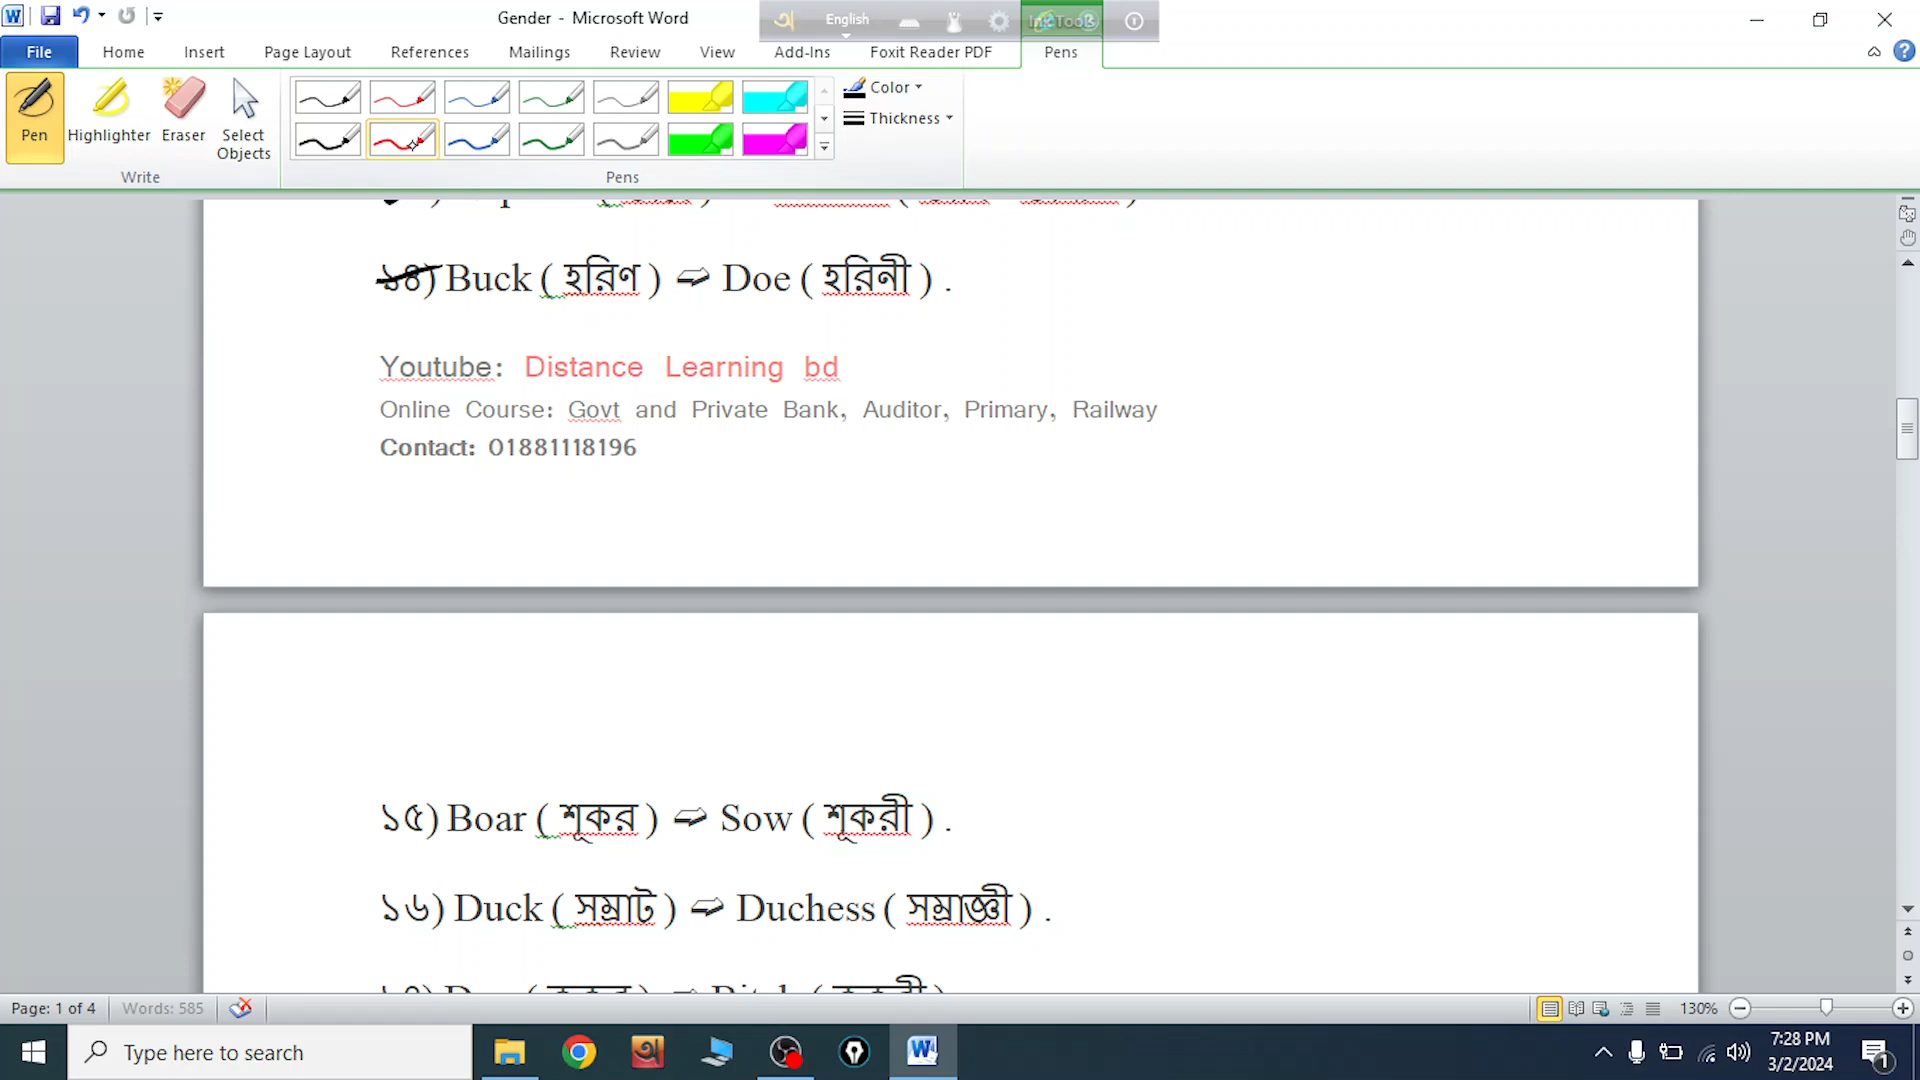 Gender - Microsoft Word
English
Ink Tools
File Home Insert Page Layout References Mailings Review View Add-Ins Foxit Reader PDF Pens
Pen Highlighter Eraser Select Objects
Color
Thickness
Write Pens
১৪) Buck ( হরিণ ) ➫ Doe ( হরিনী ) .
Youtube: Distance Learning bd
Online Course: Govt and Private Bank, Auditor, Primary, Railway
Contact: 01881118196
১৫) Boar ( শূকর ) ➫ Sow ( শূকরী ) .
১৬) Duck ( সম্রাট ) ➫ Duchess ( সম্রাজ্ঞী ) .
Page: 1 of 4 Words: 585 130%
Type here to search
7:28 PM
3/2/2024